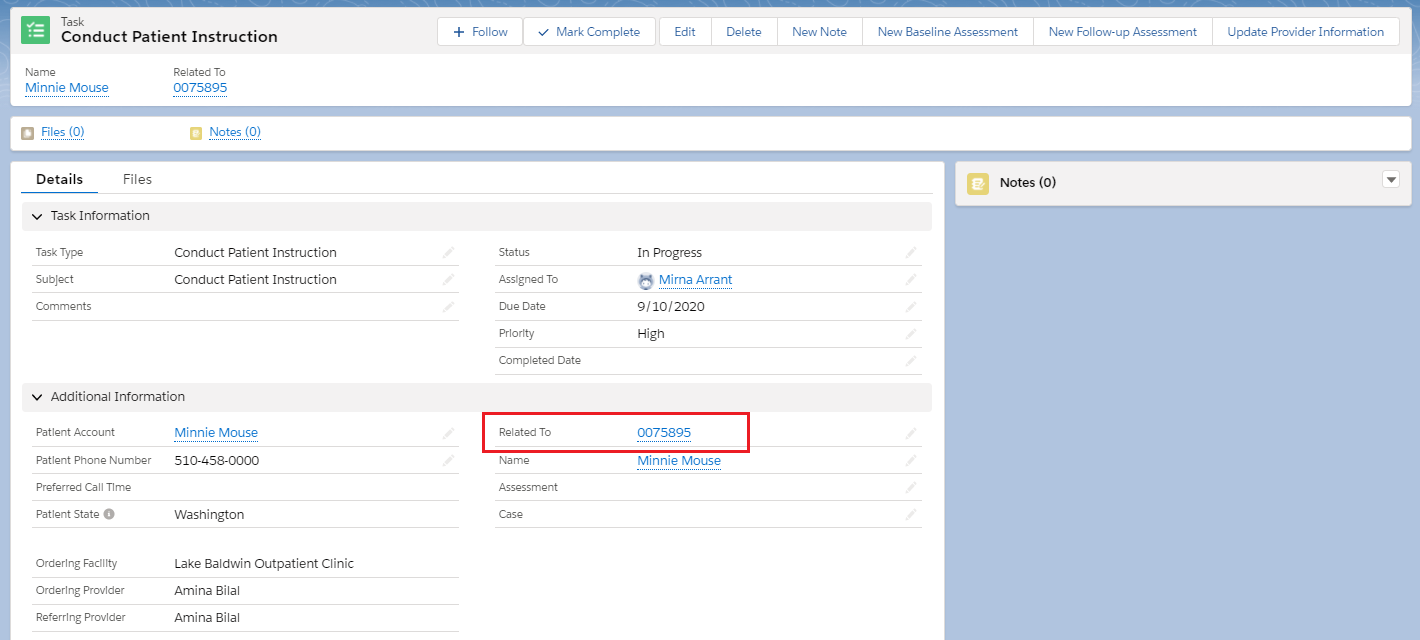 Task
Conduct Patient Instruction
Follow
Mark Complete
Edit
Delete
New Note
New Baseline Assessment
New Follow-up Assessment
Update Provider Information
Name
Minnie Mouse
Related To
0075895
Files (0)
Notes (0)
Details
Files
Task Information
Task Type
Conduct Patient Instruction
Subject
Conduct Patient Instruction
Comments
Status
In Progress
Assigned To
Mirna Arrant
Due Date
9/10/2020
Priority
High
Completed Date
Additional Information
Patient Account
Minnie Mouse
Patient Phone Number
510-458-0000
Preferred Call Time
Patient State
Washington
Ordering Facility
Lake Baldwin Outpatient Clinic
Ordering Provider
Amina Bilal
Referring Provider
Amina Bilal
Related To
0075895
Name
Minnie Mouse
Assessment
Case
Notes (0)